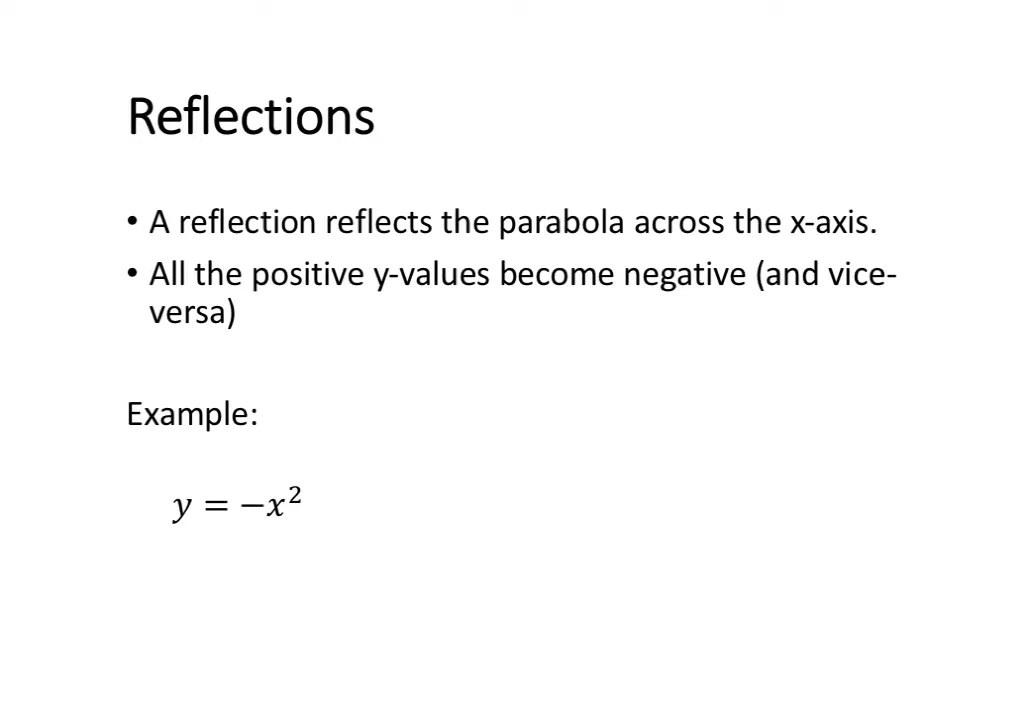 Reflections
• A reflection reflects the parabola across the x-axis.
• All the positive y-values become negative (and vice-
versa)
Example:
y = −x²